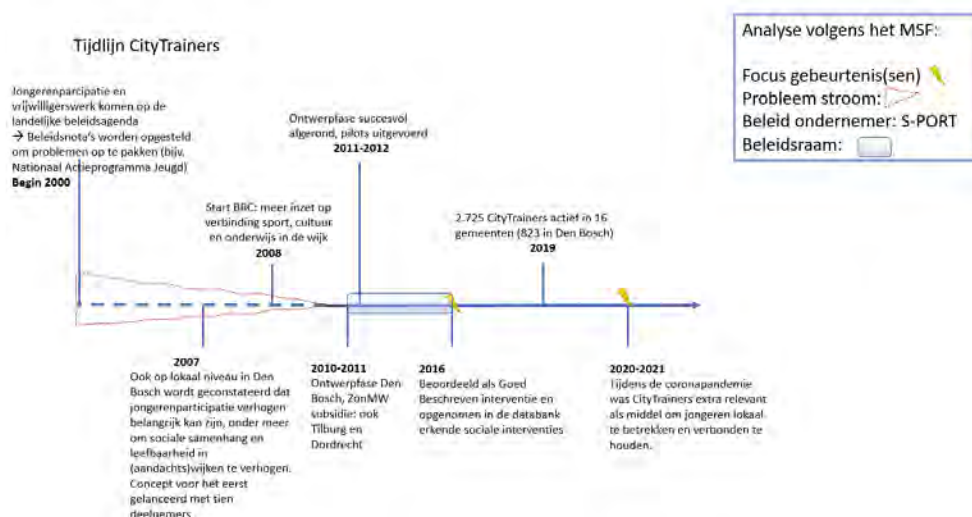 Tijdlijn CityTrainers
Analyse volgens het MSF:
Focus gebeurtenis(sen)
Probleem stroom:
Beleid ondernemer: S-PORT
Beleidsraam:
Jongerenparcipatie en
vrijwilligerswerk komen op de
landelijke beleidsagenda
→ Beleidsnota's worden opgesteld
om problemen op te pakken (bijv.
Nationaal Actieprogramma Jeugd)
Begin 2000
Start BRC: meer inzet op
verbinding sport, cultuur
en onderwijs in de wijk
2008
Ontwerpfase succesvol
afgerond, pilots uitgevoerd
2011-2012
2.725 CityTrainers actief in 16
gemeenten (823 in Den Bosch)
2019
2007
Ook op lokaal niveau in Den
Bosch wordt geconstateerd dat
jongerenparticipatie verhogen
belangrijk kan zijn, onder meer
om sociale samenhang en
leefbaarheid in
(aandachts)wijken te verhogen.
Concept voor het eerst
gelanceerd met tien
deelnemers
2010-2011
Ontwerpfase Den
Bosch, ZonMW
subsidie: ook
Tilburg en
Dordrecht
2016
Beoordeeld als Goed
Beschreven interventie en
opgenomen in de databank
erkende sociale interventies
2020-2021
Tijdens de coronapandemie
was CityTrainers extra relevant
als middel om jongeren lokaal
te betrekken en verbonden te
houden.